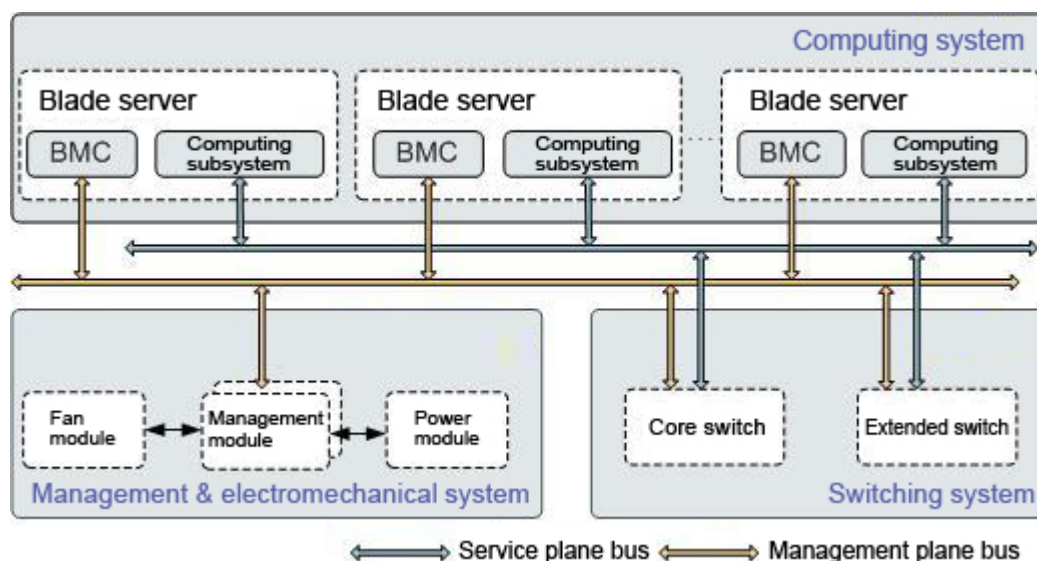 Computing system
Blade server
Blade server
Blade server
BMC
Computing
subsystem
BMC
Computing
subsystem
BMC
Computing
subsystem
Fan
module
Management
module
Power
module
Core switch
Extended switch
Management & electromechanical system
Switching system
Service plane bus
Management plane bus